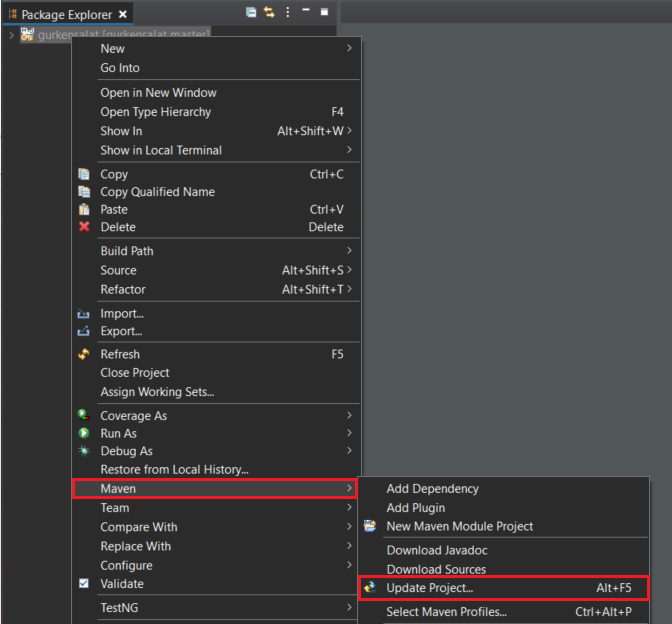 Package Explorer
gurkensalat [gurkensalat master]
New
Go Into
Open in New Window
Open Type Hierarchy F4
Show In Alt+Shift+W
Show in Local Terminal
Copy Ctrl+C
Copy Qualified Name
Paste Ctrl+V
Delete Delete
Build Path
Source Alt+Shift+S
Refactor Alt+Shift+T
Import...
Export...
Refresh F5
Close Project
Assign Working Sets...
Coverage As
Run As
Debug As
Restore from Local History...
Maven
Team
Compare With
Replace With
Configure
Validate
TestNG
Add Dependency
Add Plugin
New Maven Module Project
Download Javadoc
Download Sources
Update Project... Alt+F5
Select Maven Profiles... Ctrl+Alt+P